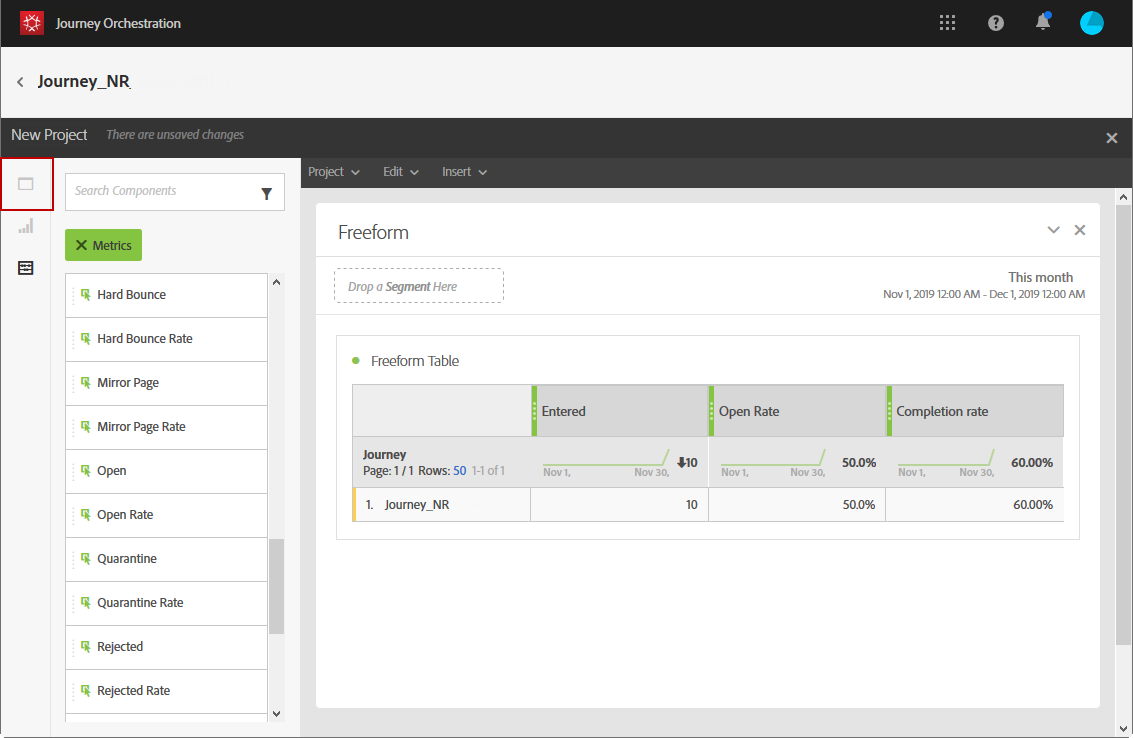 Journey Orchestration
Journey_NR
New Project There are unsaved changes
Project Edit Insert
Search Components
Metrics
Hard Bounce
Hard Bounce Rate
Mirror Page
Mirror Page Rate
Open
Open Rate
Quarantine
Quarantine Rate
Rejected
Rejected Rate
Freeform
Drop a Segment Here
This month
Nov 1, 2019 12:00 AM - Dec 1, 2019 12:00 AM
Freeform Table
Entered Open Rate Completion rate
Journey
Page: 1 / 1 Rows: 50 1-1 of 1
Nov 1, Nov 30, 10 Nov 1, Nov 30, 50.0% Nov 1, Nov 30, 60.00%
1. Journey_NR 10 50.0% 60.00%